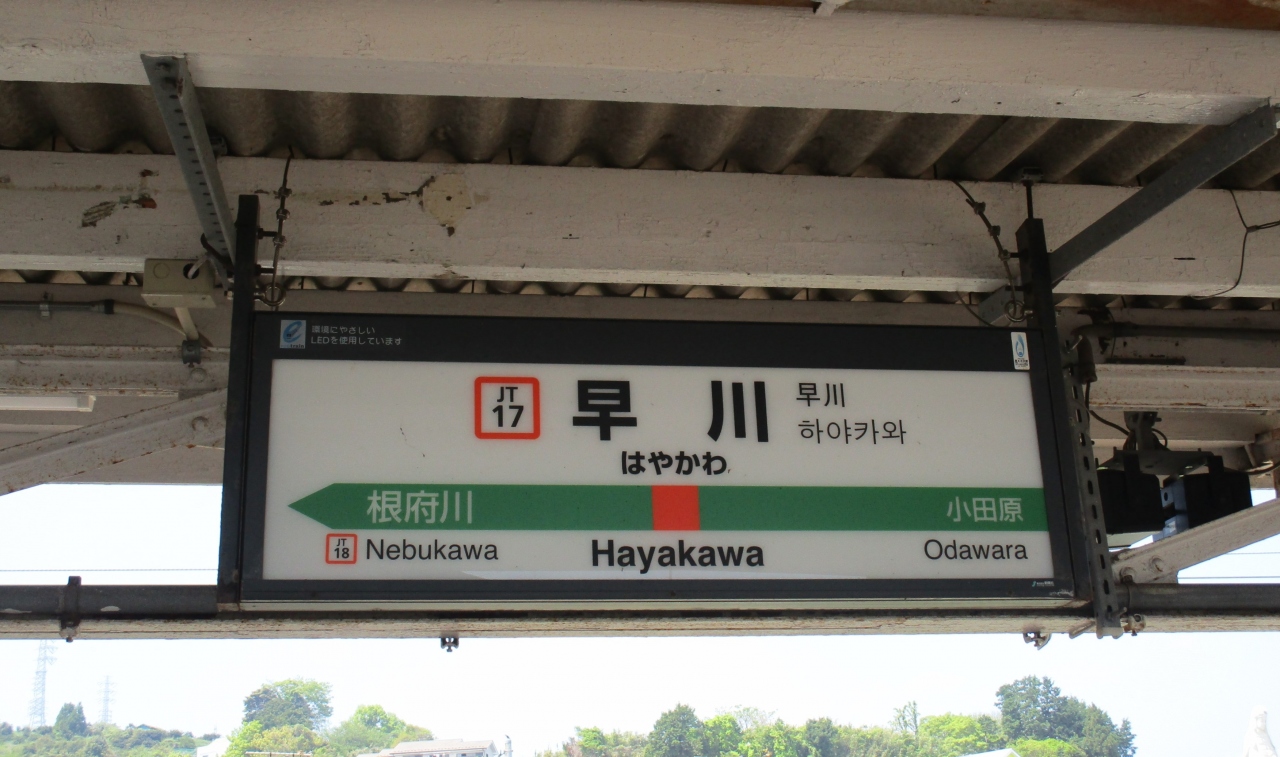 環境にやさしい
LEDを使用しています
JT
17
早川
早川
하야카와
はやかわ
根府川
小田原
JT
18
Nebukawa
Hayakawa
Odawara